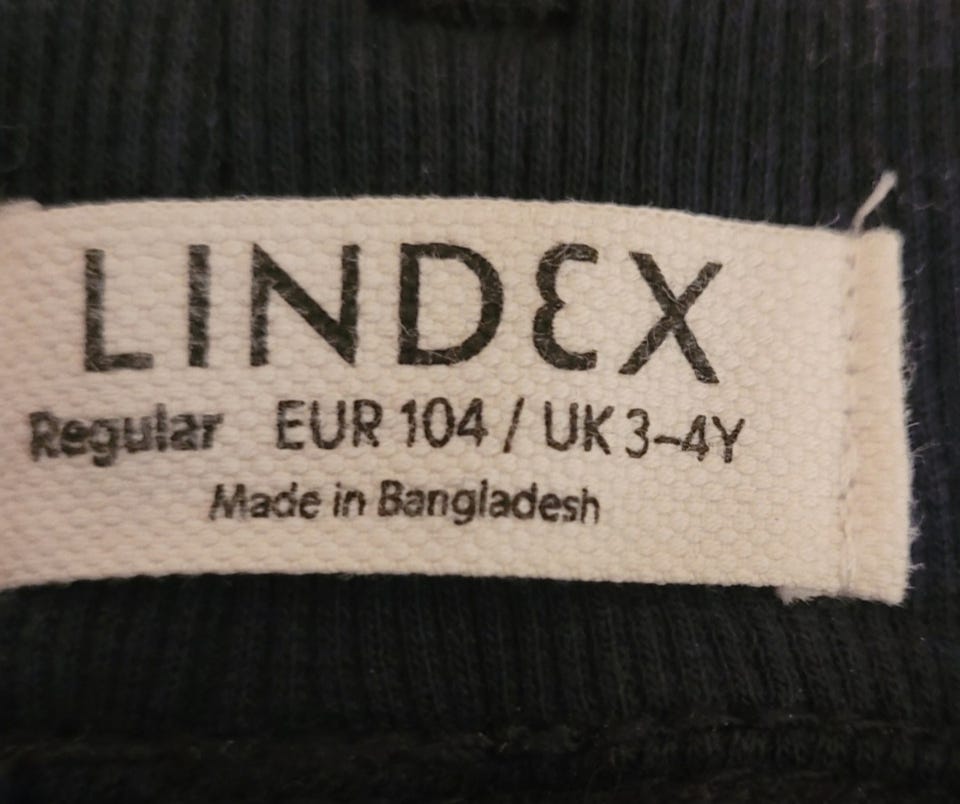 LINDEX
Regular EUR 104 / UK 3-4Y
Made in Bangladesh